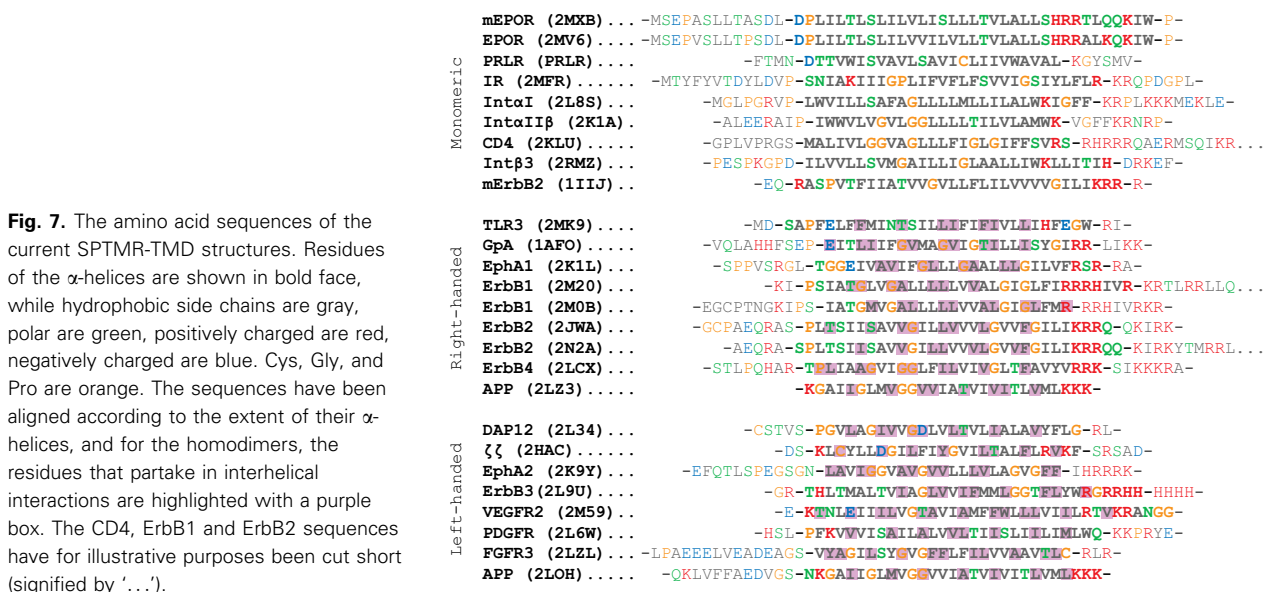 Fig. 7. The amino acid sequences of the
current SPTMR-TMD structures. Residues
of the α-helices are shown in bold face,
while hydrophobic side chains are gray,
polar are green, positively charged are red,
negatively charged are blue. Cys, Gly, and
Pro are orange. The sequences have been
aligned according to the extent of their α-
helices, and for the homodimers, the
residues that partake in interhelical
interactions are highlighted with a purple
box. The CD4, ErbB1 and ErbB2 sequences
have for illustrative purposes been cut short
(signified by ‘...’).
Monomeric
mEPOR (2MXB)... -MSEPASLLTASDL-DPLILTLSLILVLISLLLTVLALLSHRRTLQQKIW-P-
EPOR (2MV6).... -MSEPVSLLTPSDL-DPLILTLSLILVVILVLLTVLALLSHRRALKQKIW-P-
PRLR (PRLR)... -FTMN-DTTVWISVAVLSAVICLIIVWAVAL-KGYSMV-
IR (2MFR)..... -MTYFYVTDYLDVP-SNIAKIIIGPLIFVFLFSVVIGSIYLFLR-KRQPDGPL-
IntαI (2L8S)... -MGLPGRVP-LWVILLSAFAGLLLLMLLILALWKIGFF-KRPLKKKMEKLE-
IntαIIβ (2K1A). -ALEERAIP-IWWVLVGVLGGLLLLTILVLAMWK-VGFFKRNRP-
CD4 (2KLU)..... -GPLVPRGS-MALIVLGGVAGLLLFIGLGIFFSVRS-RHRRRQAERMSQIKR...
Intβ3 (2RMZ)... -PESPKGPD-ILVVLLSVMGAILLIGLAALLIWKLLITIH-DRKEF-
mErbB2 (1IIJ).. -EQ-RASPVTFIIATVVGVLLFLILVVVVGILIKRR-R-
Right-handed
TLR3 (2MK9)... -MD-SAPFELFFMINTSILLIFIFIVLLIHFEGW-RI-
GpA (1AFO)... -VQLAHHFSEP-EITLIIFGVMAGVIGTILLISYGIRR-LIKK-
EphA1 (2K1L)... -SPPVSRGL-TGGEIVAVIFGLLLGAALLLGILVFRSR-RA-
ErbB1 (2M20)... -KI-PSIATGLVGALLLLLVVALGIGLFIRRRHIVR-KRTLRRLLQ...
ErbB1 (2M0B)... -EGCPTNGKIPS-IATGMVGALLLLLVVALGIGLFMR-RRHIVRKR-
ErbB2 (2JWA)... -GCPAEQRAS-PLTSIISAVVGILLVVVLGVVFGILIKRRQ-QKIRK-
ErbB2 (2N2A)... -AEQRA-SPLTSIISAVVGILLVVVLGVVFGILIKRRQQ-KIRKYTMRRL...
ErbB4 (2LCX)... -STLPQHAR-TPLIAAGVIGGLFILVIVGLTFAVYVRRK-SIKKKRA-
APP (2LZ3)... -KGAIIGLMVGGVVIATVIVITLVMLKKK-
Left-handed
DAP12 (2L34)... -CSTVS-PGVLAGIVVGDLVLTVLIALAVYFLG-RL-
ζζ (2HAC)... -DS-KLCYLLDGILFIYGVILTALFLRVKF-SRSAD-
EphA2 (2K9Y)... -EFQTLSPEGSGN-LAVIGGVAVGVVLLLVLAGVGFF-IHRRRK-
ErbB3(2L9U)... -GR-THLTMALTVIAGLVVIFMMLGGTFLYWRGRRHH-HHHH-
VEGFR2 (2M59)... -E-KTNLEIIILVGTAVIAMFFWLLLVIILRTVKRANGG-
PDGFR (2L6W)... -HSL-PFKVVVISAILALVVLTIISLIILIMLWQ-KKPRYE-
FGFR3 (2LZL)... -LPAEEELVEADEAGS-VYAGILSYGVGFFLFILVVAAVTLC-RLR-
APP (2LOH)..... -QKLVFFAEDVGS-NKGAIIGLMVGGVVIATVIVITLVMLKKK-